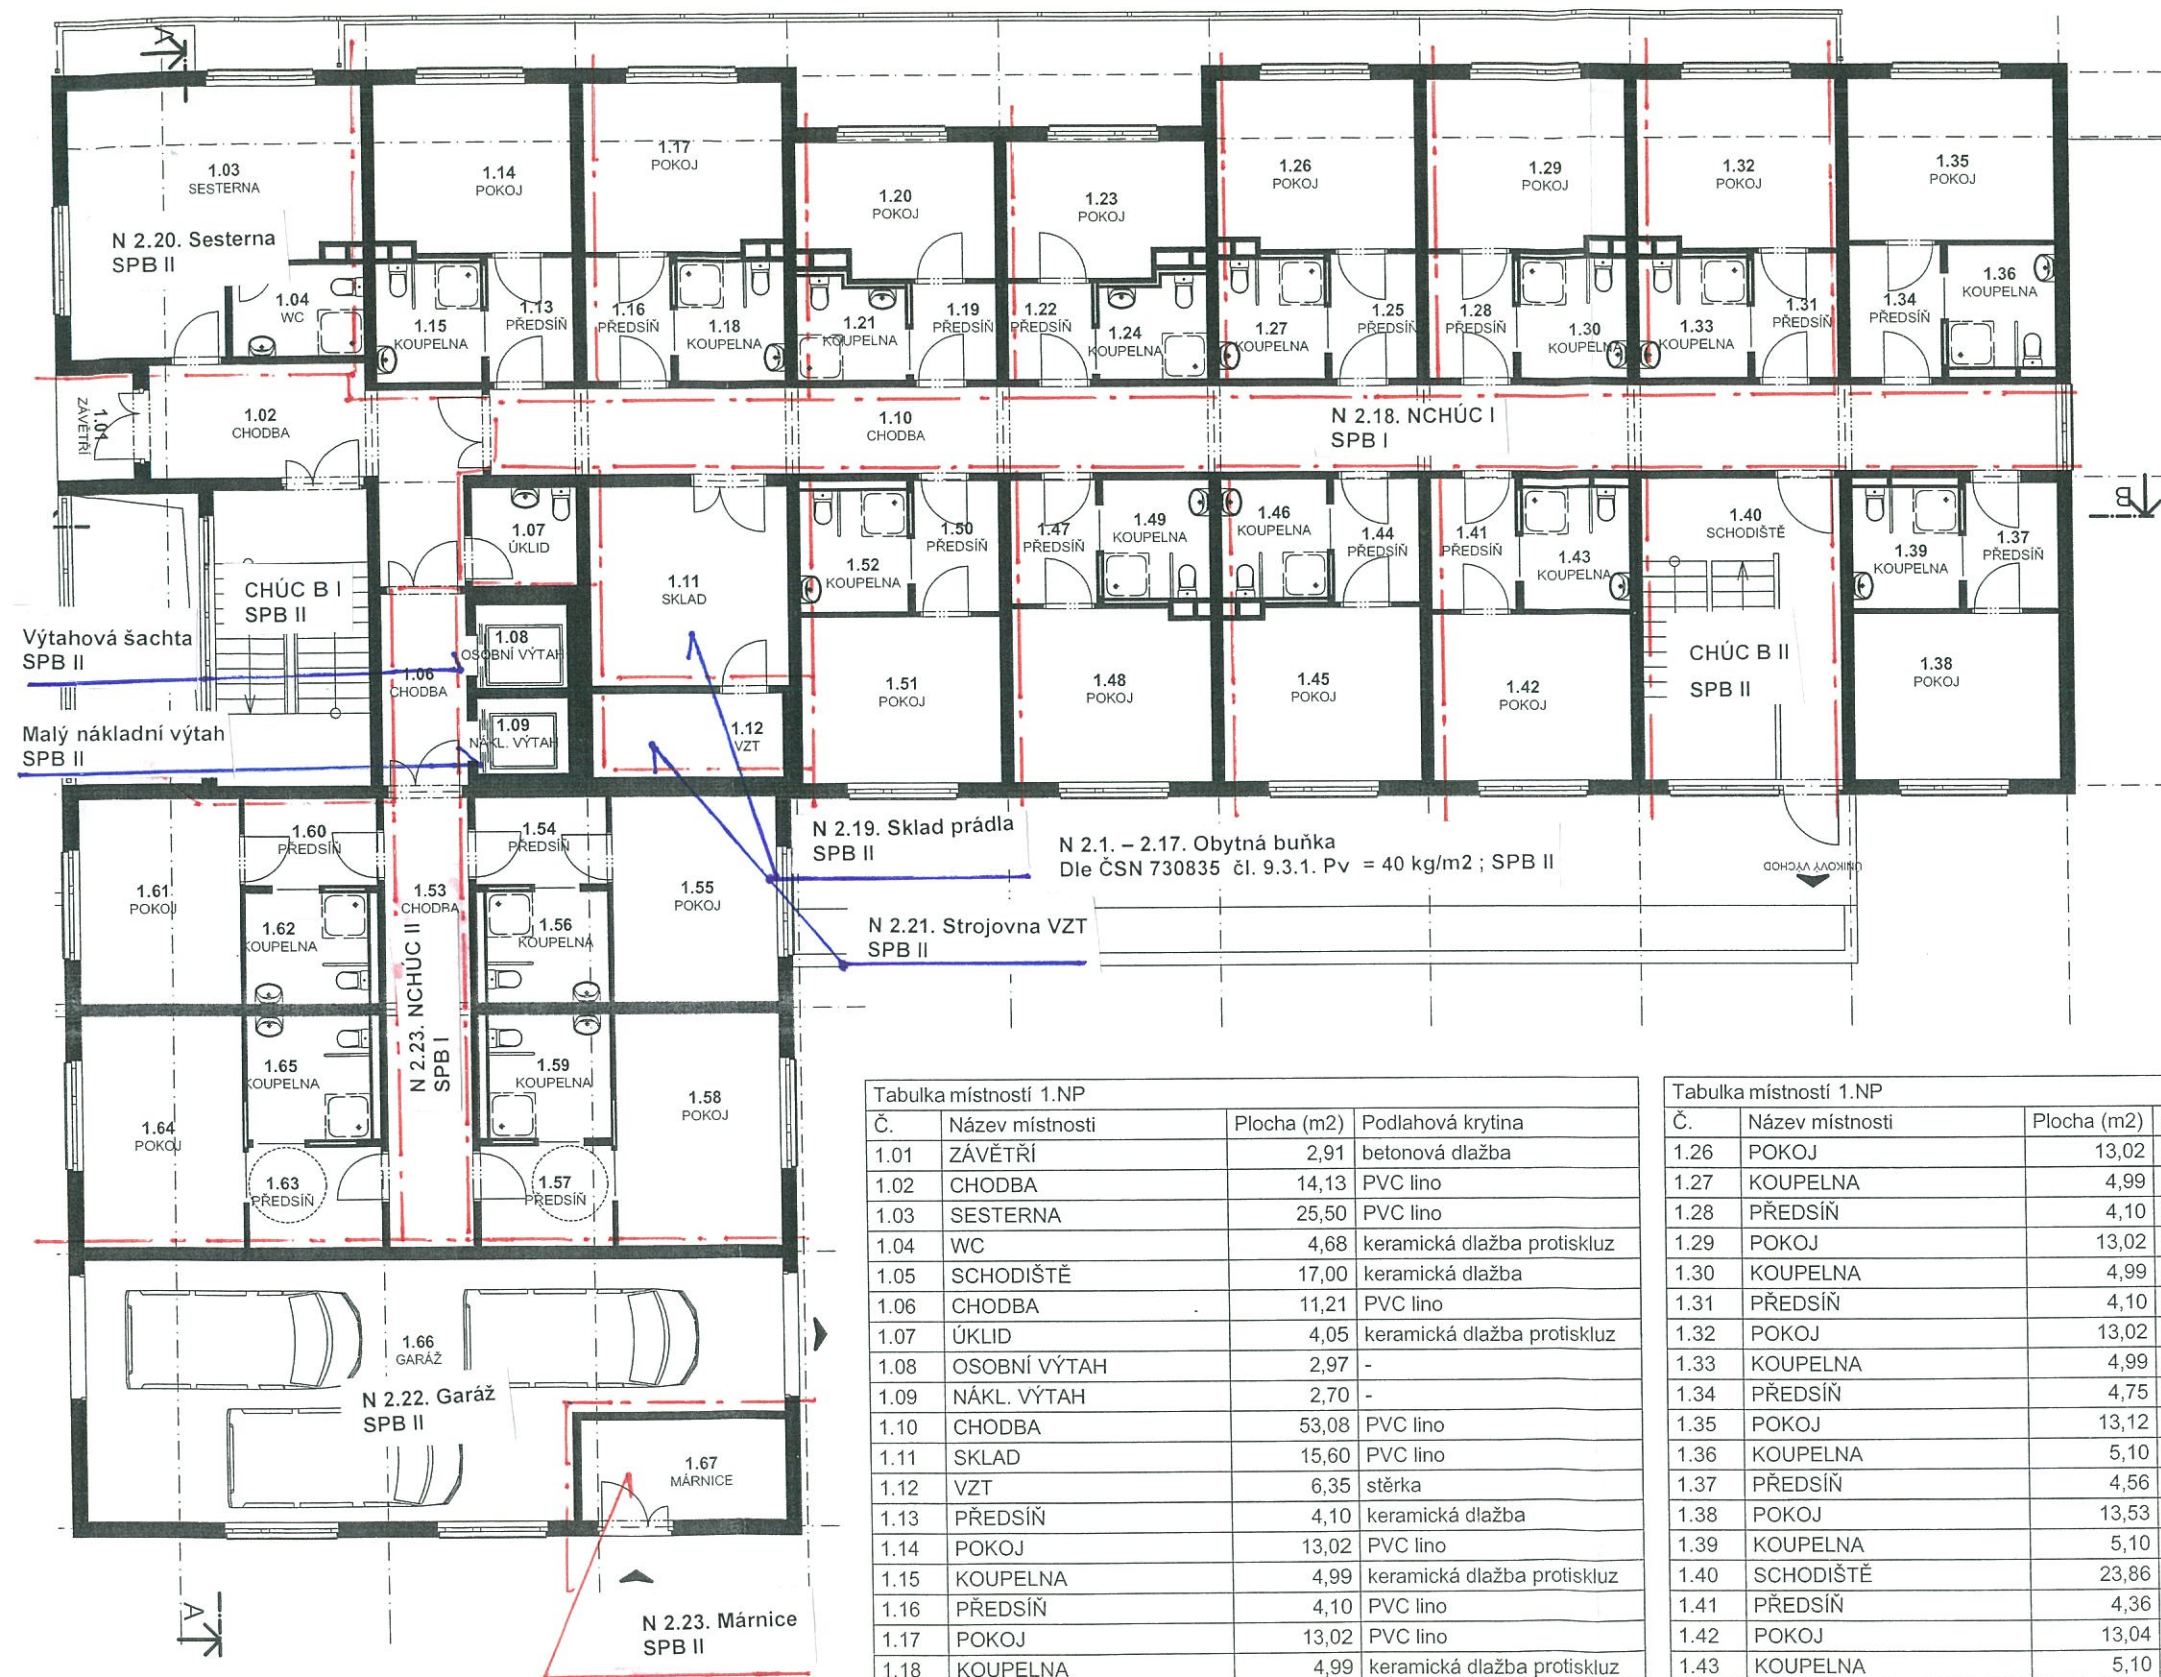 A
1.03
SESTERNA
N 2.20. Sesterna
SPB II
1.04
WC
1.14
POKOJ
1.17
POKOJ
1.20
POKOJ
1.23
POKOJ
1.26
POKOJ
1.29
POKOJ
1.32
POKOJ
1.35
POKOJ
1.15
KOUPELNA
1.13
PŘEDSÍŇ
1.16
PŘEDSÍŇ
1.18
KOUPELNA
1.21
KOUPELNA
1.19
PŘEDSÍŇ
1.22
PŘEDSÍŇ
1.24
KOUPELNA
1.27
KOUPELNA
1.25
PŘEDSÍŇ
1.28
PŘEDSÍŇ
1.30
KOUPELNA
1.33
KOUPELNA
1.31
PŘEDSÍŇ
1.34
PŘEDSÍŇ
1.36
KOUPELNA
1.01
ZÁVĚTŘÍ
1.02
CHODBA
1.10
CHODBA
N 2.18. NCHÚC I
SPB I
1.07
ÚKLID
1.11
SKLAD
1.52
KOUPELNA
1.50
PŘEDSÍŇ
1.47
PŘEDSÍŇ
1.49
KOUPELNA
1.46
KOUPELNA
1.44
PŘEDSÍŇ
1.41
PŘEDSÍŇ
1.43
KOUPELNA
1.40
SCHODIŠTĚ
1.39
KOUPELNA
1.37
PŘEDSÍŇ
B
CHÚC B I
SPB II
Výtahová šachta
SPB II
1.08
OSOBNÍ VÝTAH
1.06
CHODBA
Malý nákladní výtah
SPB II
1.09
NÁKL. VÝTAH
1.12
VZT
1.51
POKOJ
1.48
POKOJ
1.45
POKOJ
1.42
POKOJ
CHÚC B II
SPB II
1.38
POKOJ
1.60
PŘEDSÍŇ
1.54
PŘEDSÍŇ
N 2.19. Sklad prádla
SPB II
N 2.1. – 2.17. Obytná buňka
Dle ČSN 730835 čl. 9.3.1. Pv = 40 kg/m2 ; SPB II
ÚNIKOVÝ VÝCHOD
1.61
POKOJ
1.53
CHODBA
1.55
POKOJ
1.62
KOUPELNA
1.56
KOUPELNA
N 2.21. Strojovna VZT
SPB II
N 2.23. NCHÚC II
SPB I
1.65
KOUPELNA
1.59
KOUPELNA
1.58
POKOJ
1.64
POKOJ
1.63
PŘEDSÍŇ
1.57
PŘEDSÍŇ
1.66
GARÁŽ
N 2.22. Garáž
SPB II
1.67
MÁRNICE
N 2.23. Márnice
SPB II
A
Tabulka místností 1.NP
Č. Název místnosti Plocha (m2) Podlahová krytina
1.01 ZÁVĚTŘÍ 2,91 betonová dlažba
1.02 CHODBA 14,13 PVC lino
1.03 SESTERNA 25,50 PVC lino
1.04 WC 4,68 keramická dlažba protiskluz
1.05 SCHODIŠTĚ 17,00 keramická dlažba
1.06 CHODBA 11,21 PVC lino
1.07 ÚKLID 4,05 keramická dlažba protiskluz
1.08 OSOBNÍ VÝTAH 2,97 -
1.09 NÁKL. VÝTAH 2,70 -
1.10 CHODBA 53,08 PVC lino
1.11 SKLAD 15,60 PVC lino
1.12 VZT 6,35 stěrka
1.13 PŘEDSÍŇ 4,10 keramická dlažba
1.14 POKOJ 13,02 PVC lino
1.15 KOUPELNA 4,99 keramická dlažba protiskluz
1.16 PŘEDSÍŇ 4,10 PVC lino
1.17 POKOJ 13,02 PVC lino
1.18 KOUPELNA 4,99 keramická dlažba protiskluz
Tabulka místností 1.NP
Č. Název místnosti Plocha (m2)
1.26 POKOJ 13,02
1.27 KOUPELNA 4,99
1.28 PŘEDSÍŇ 4,10
1.29 POKOJ 13,02
1.30 KOUPELNA 4,99
1.31 PŘEDSÍŇ 4,10
1.32 POKOJ 13,02
1.33 KOUPELNA 4,99
1.34 PŘEDSÍŇ 4,75
1.35 POKOJ 13,12
1.36 KOUPELNA 5,10
1.37 PŘEDSÍŇ 4,56
1.38 POKOJ 13,53
1.39 KOUPELNA 5,10
1.40 SCHODIŠTĚ 23,86
1.41 PŘEDSÍŇ 4,36
1.42 POKOJ 13,04
1.43 KOUPELNA 5,10